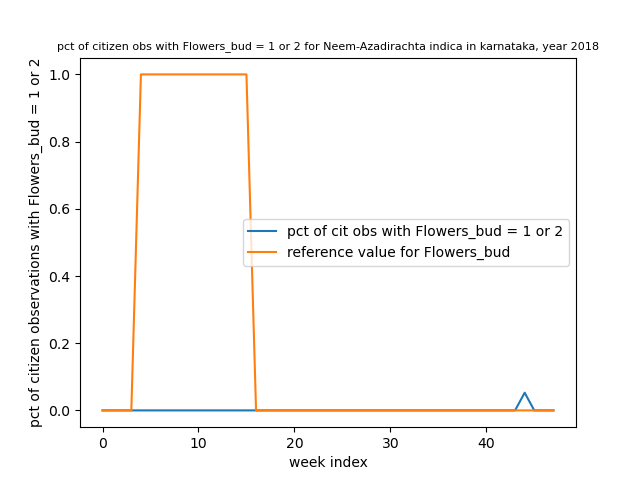 pct of citizen obs with Flowers_bud = 1 or 2 for Neem-Azadirachta indica in karnataka, year 2018
pct of citizen observations with Flowers_bud = 1 or 2
1.0
0.8
0.6
0.4
0.2
0.0
pct of cit obs with Flowers_bud = 1 or 2
reference value for Flowers_bud
0 10 20 30 40
week index